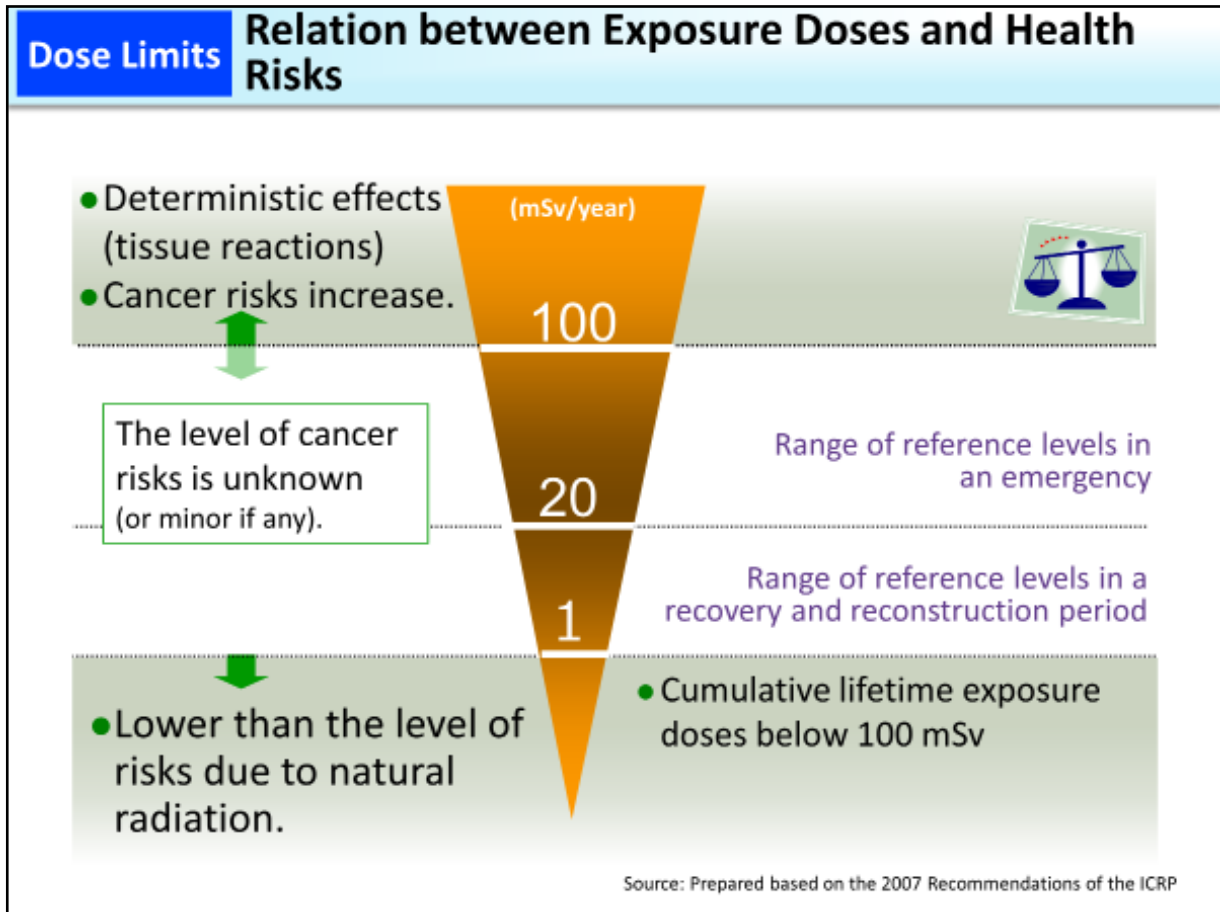 Dose Limits
Relation between Exposure Doses and Health
Risks
● Deterministic effects
(tissue reactions)
● Cancer risks increase.
(mSv/year)
100
The level of cancer
risks is unknown
(or minor if any).
Range of reference levels in
an emergency
20
Range of reference levels in a
recovery and reconstruction period
1
● Lower than the level of
risks due to natural
radiation.
● Cumulative lifetime exposure
doses below 100 mSv
Source: Prepared based on the 2007 Recommendations of the ICRP